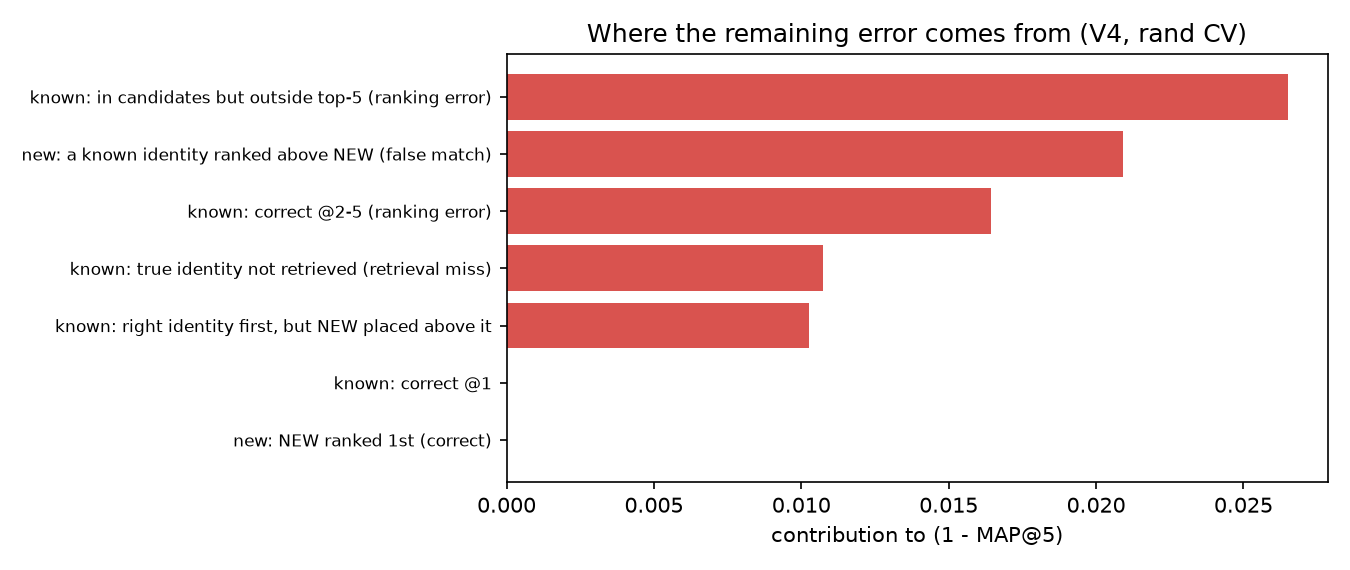 Where the remaining error comes from (V4, rand CV)
known: in candidates but outside top-5 (ranking error)
new: a known identity ranked above NEW (false match)
known: correct @2-5 (ranking error)
known: true identity not retrieved (retrieval miss)
known: right identity first, but NEW placed above it
known: correct @1
new: NEW ranked 1st (correct)
0.000 0.005 0.010 0.015 0.020 0.025
contribution to (1 - MAP@5)